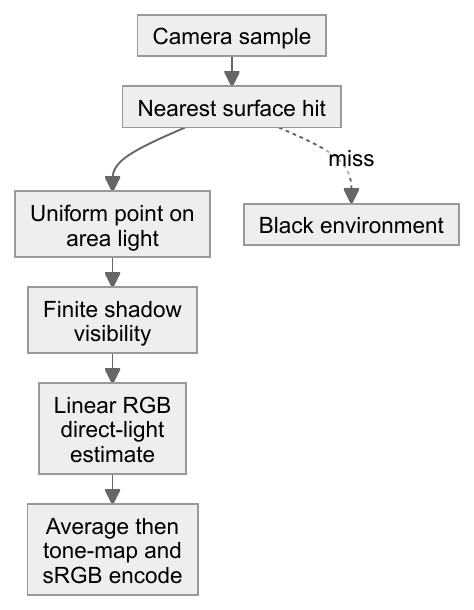 Camera sample
Nearest surface hit
miss
Uniform point on
area light
Black environment
Finite shadow
visibility
Linear RGB
direct-light
estimate
Average then
tone-map and
sRGB encode